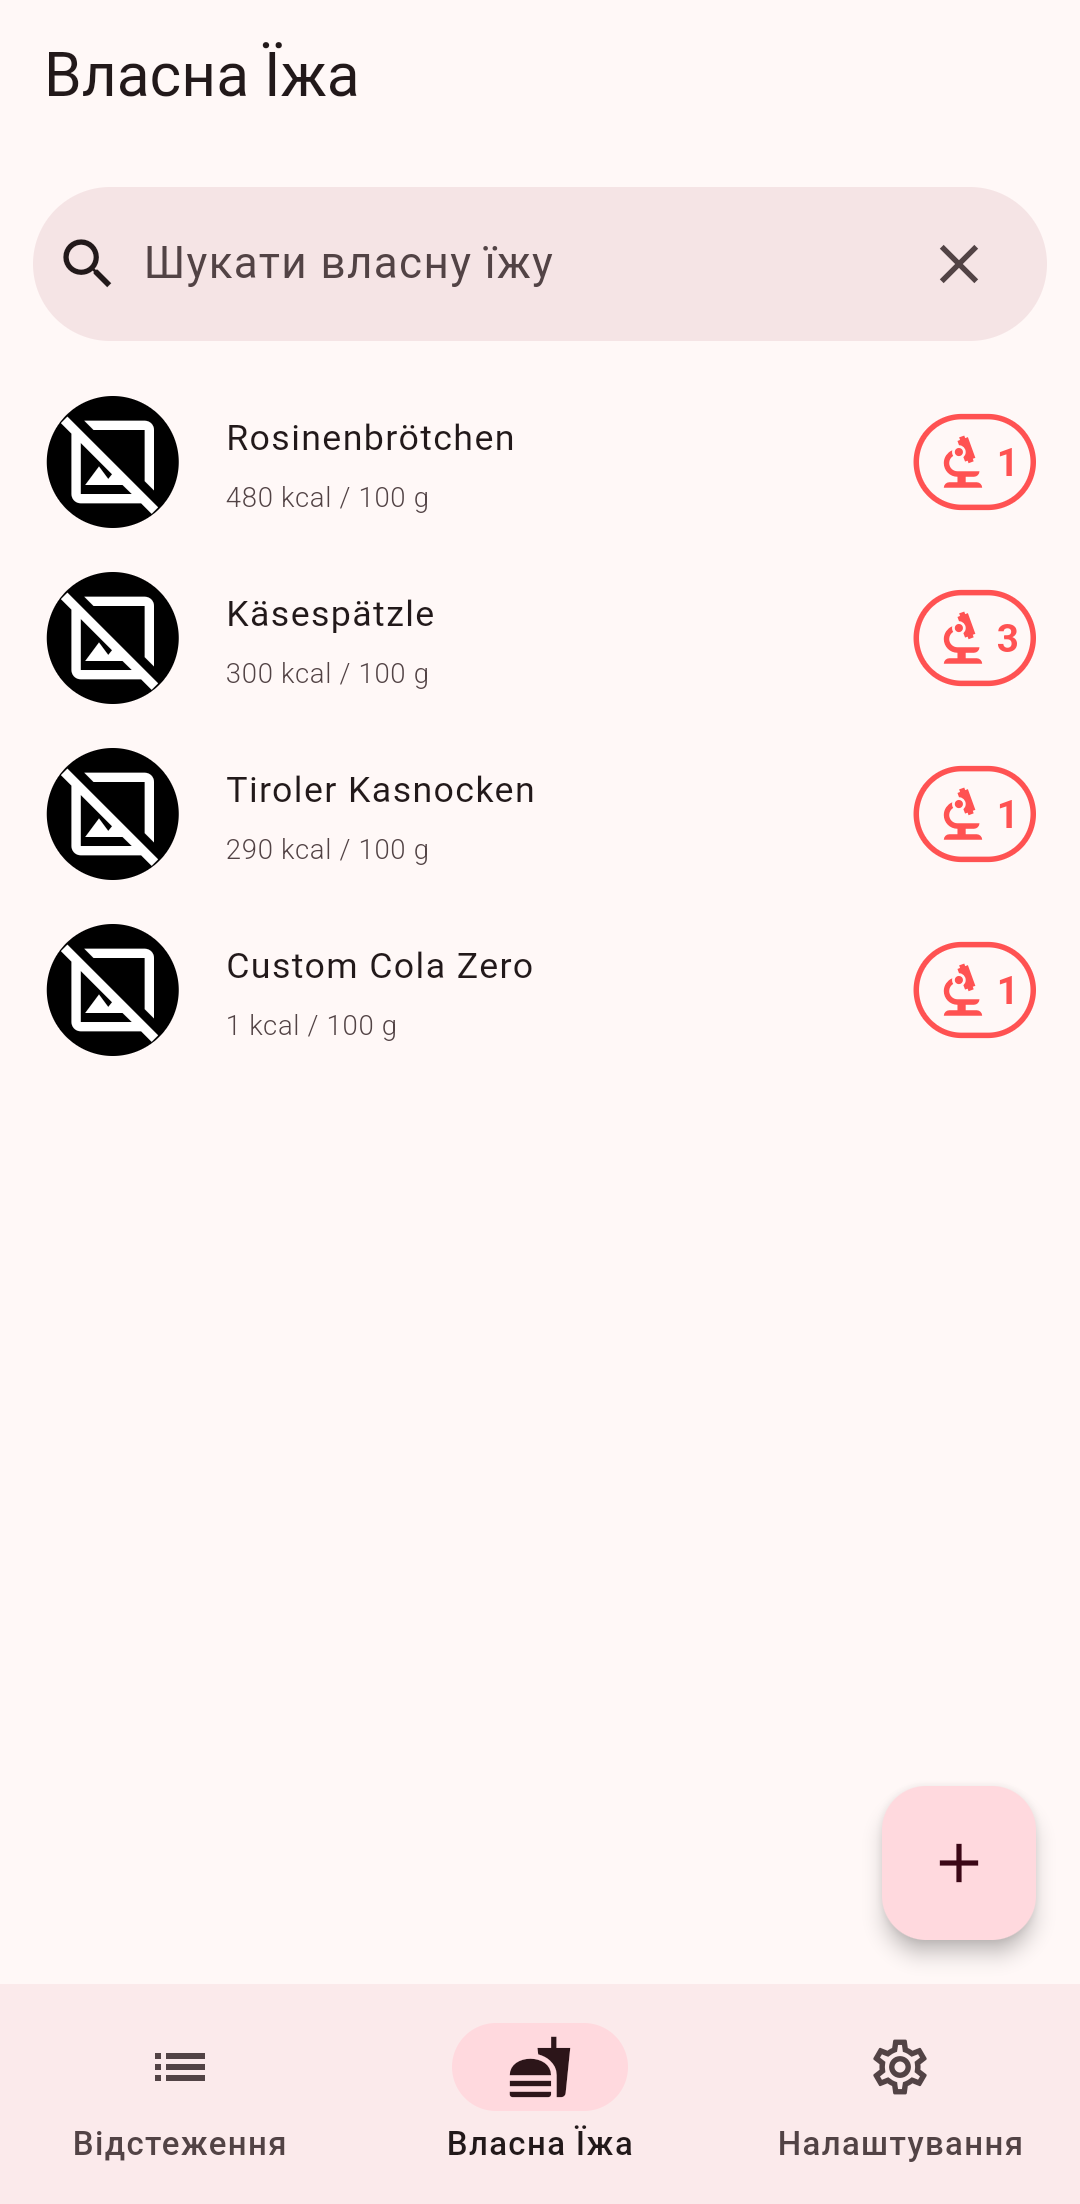 Власна Їжа
Шукати власну їжу
Rosinenbrötchen
480 kcal / 100 g
1
Käsespätzle
300 kcal / 100 g
3
Tiroler Kasnocken
290 kcal / 100 g
1
Custom Cola Zero
1 kcal / 100 g
1
Відстеження
Власна Їжа
Налаштування